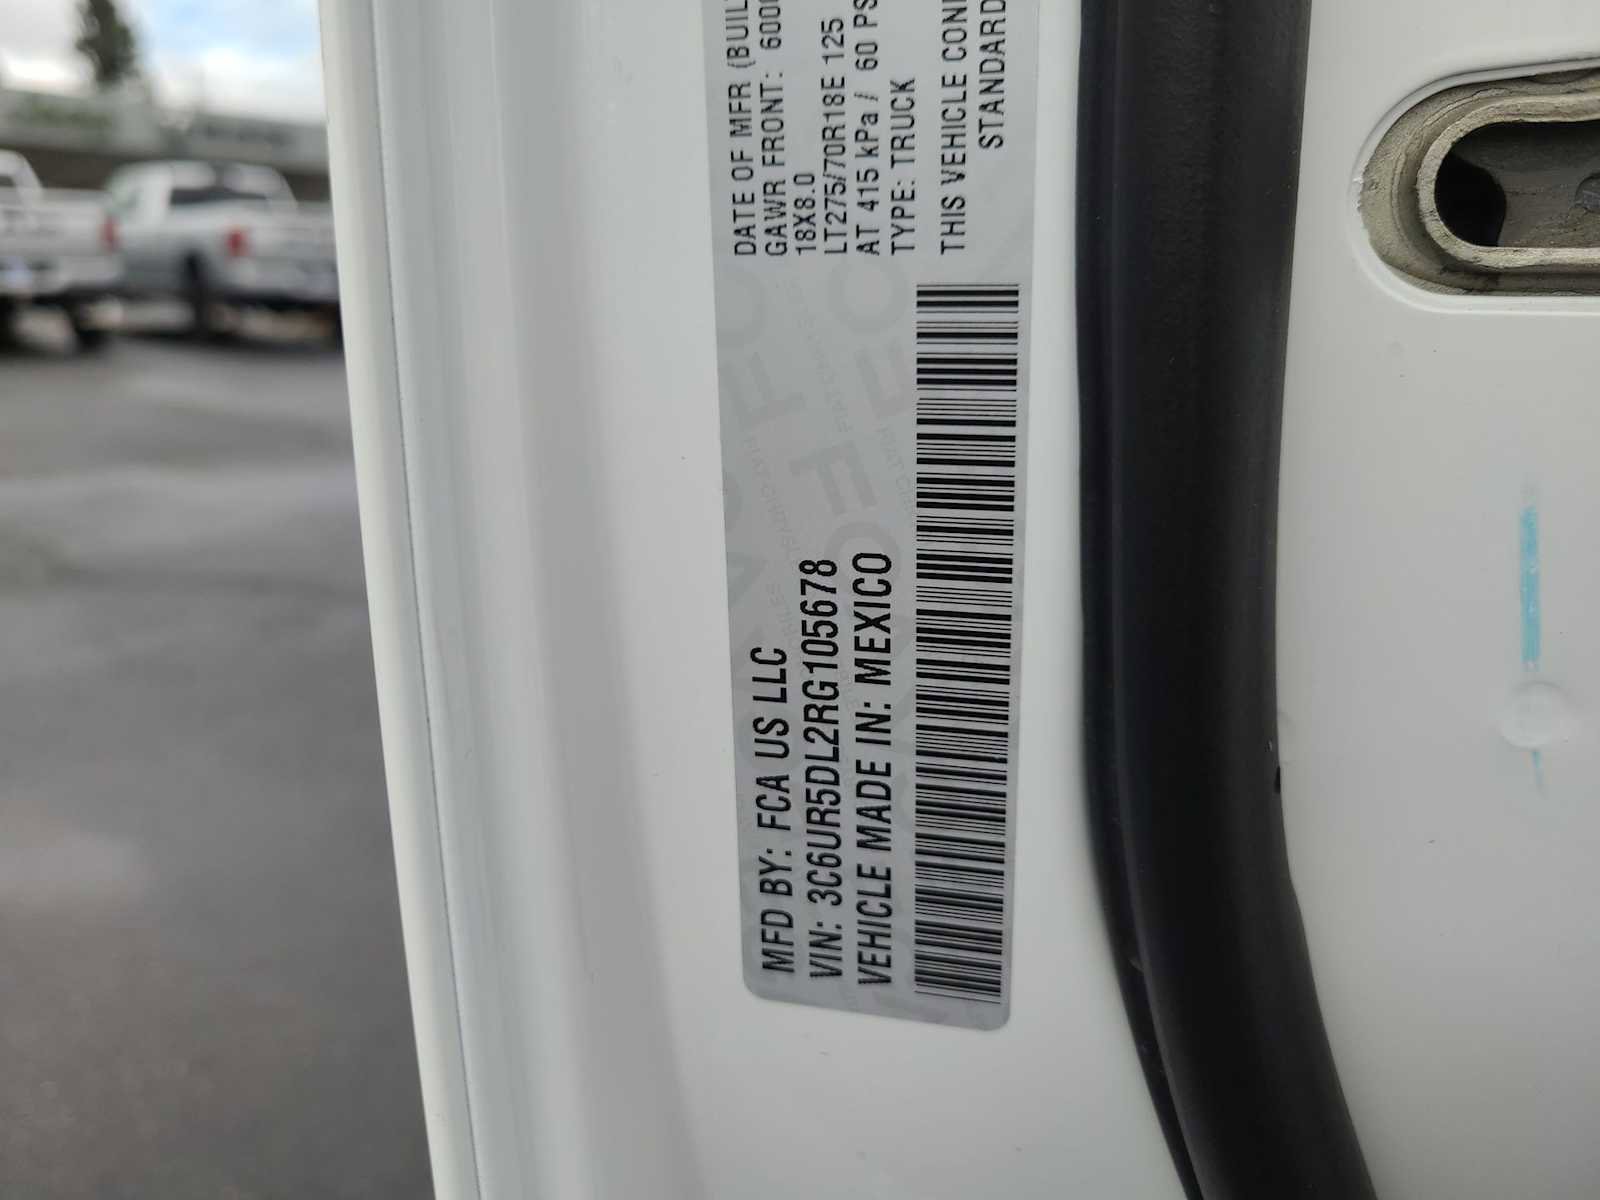 MFD BY: FCA US LLC
VIN: 3C6UR5DL2RG105678
VEHICLE MADE IN: MEXICO
DATE OF MFR (BUIL
GAWR FRONT: 600
18X8.0
LT275/70R18E 125
AT 415 kPa / 60 PS
TYPE: TRUCK
THIS VEHICLE CON
STANDARD